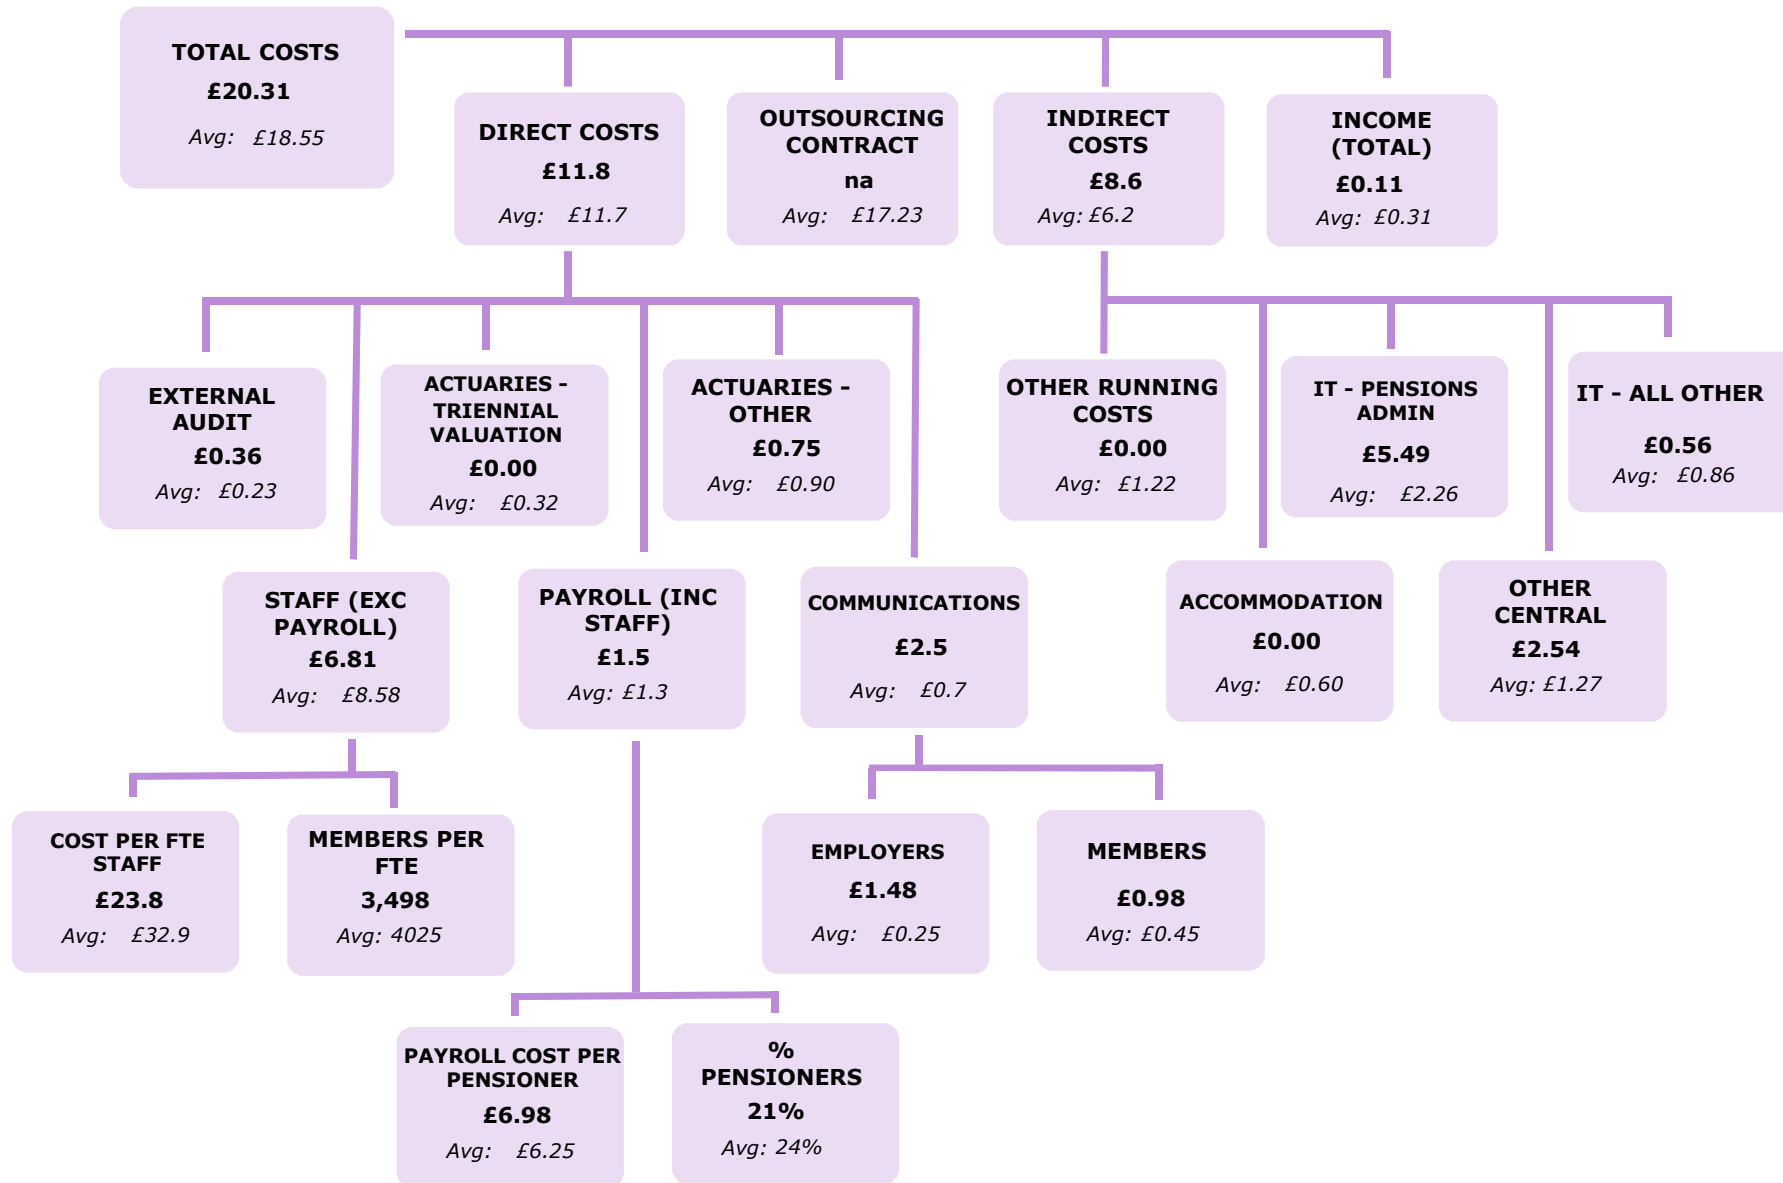 TOTAL COSTS
£20.31
Avg: £18.55
DIRECT COSTS
£11.8
Avg: £11.7
OUTSOURCING
CONTRACT
na
Avg: £17.23
INDIRECT
COSTS
£8.6
Avg: £6.2
INCOME
(TOTAL)
£0.11
Avg: £0.31
EXTERNAL
AUDIT
£0.36
Avg: £0.23
ACTUARIES -
TRIENNIAL
VALUATION
£0.00
Avg: £0.32
ACTUARIES -
OTHER
£0.75
Avg: £0.90
OTHER RUNNING
COSTS
£0.00
Avg: £1.22
IT - PENSIONS
ADMIN
£5.49
Avg: £2.26
IT - ALL OTHER
£0.56
Avg: £0.86
STAFF (EXC
PAYROLL)
£6.81
Avg: £8.58
PAYROLL (INC
STAFF)
£1.5
Avg: £1.3
COMMUNICATIONS
£2.5
Avg: £0.7
ACCOMMODATION
£0.00
Avg: £0.60
OTHER
CENTRAL
£2.54
Avg: £1.27
COST PER FTE
STAFF
£23.8
Avg: £32.9
MEMBERS PER
FTE
3,498
Avg: 4025
EMPLOYERS
£1.48
Avg: £0.25
MEMBERS
£0.98
Avg: £0.45
PAYROLL COST PER
PENSIONER
£6.98
Avg: £6.25
%
PENSIONERS
21%
Avg: 24%